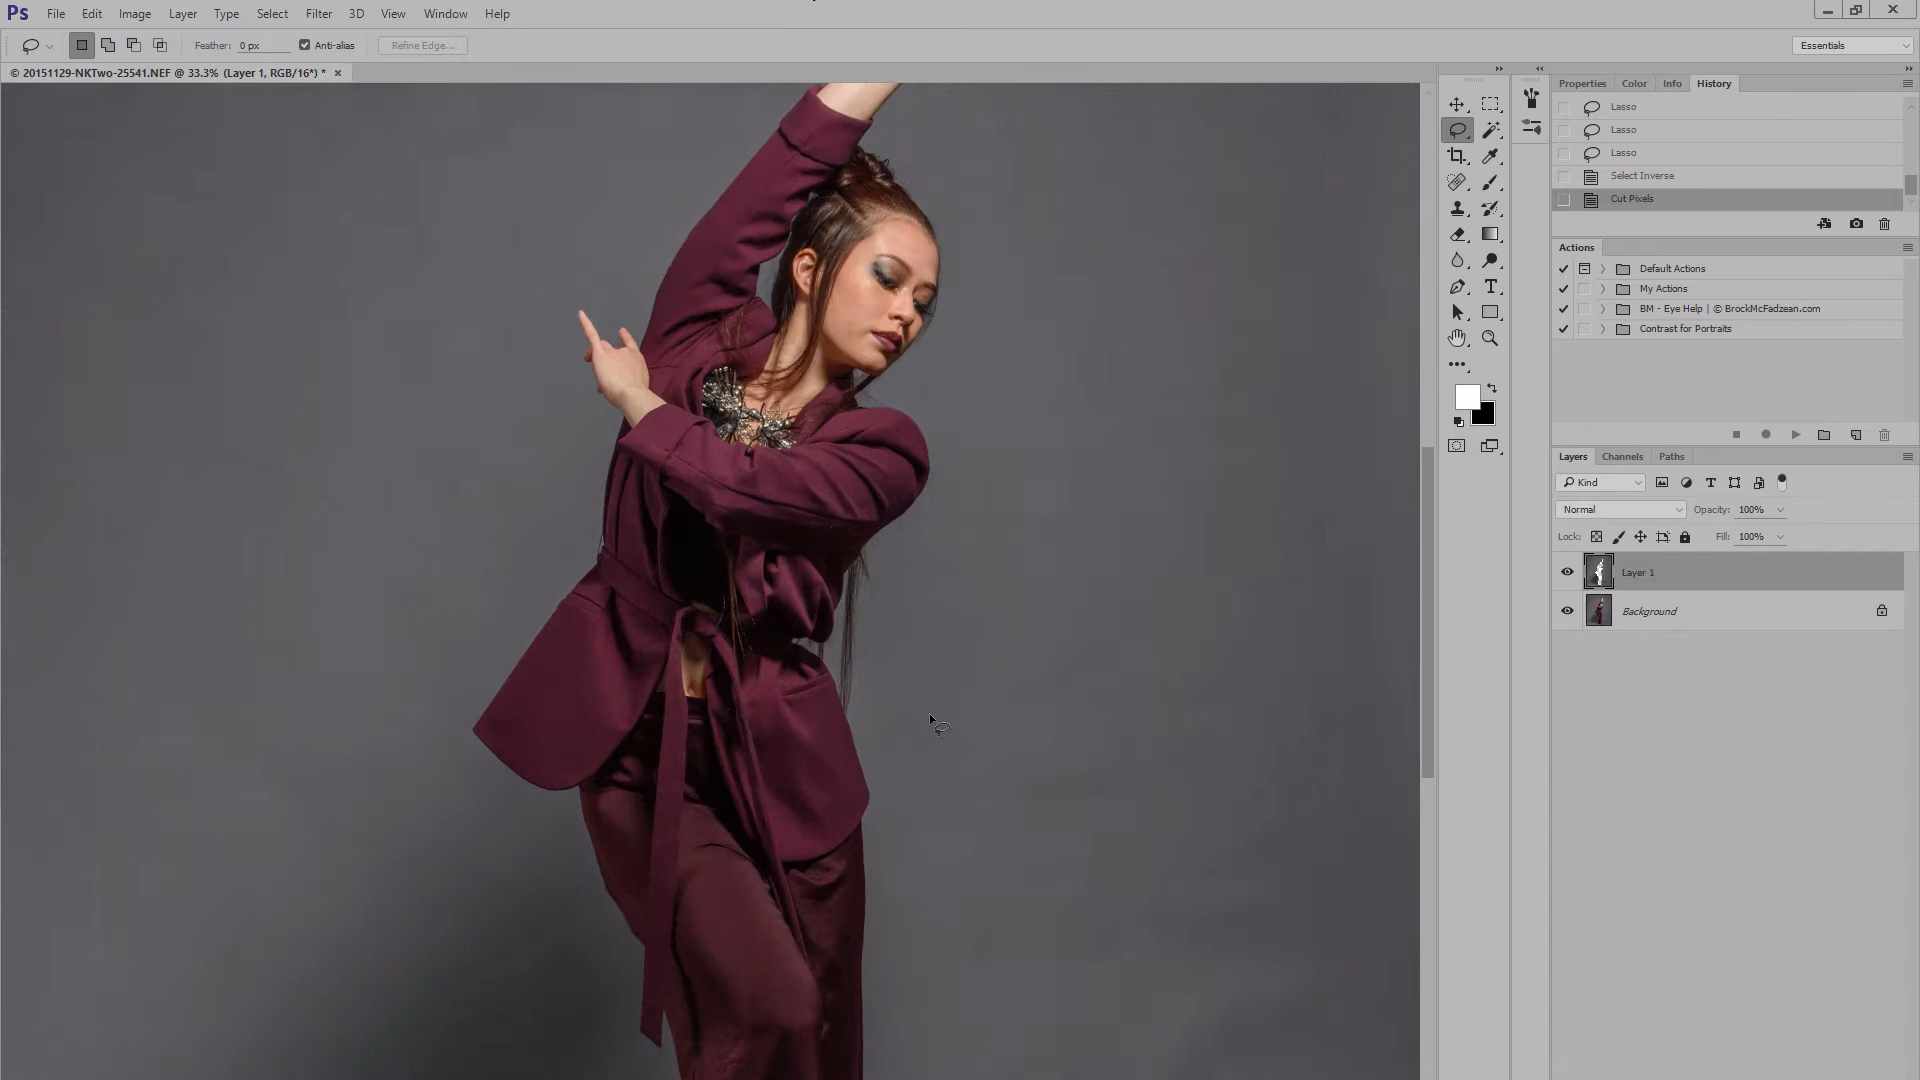 Ps File Edit Image Layer Type Select Filter 3D View Window Help
Feather: 0 px Anti-alias Refine Edge... Essentials
© 20151129-NKTwo-25541.NEF @ 33.3% (Layer 1, RGB/16*) *
Properties Color Info History
Lasso
Lasso
Lasso
Select Inverse
Cut Pixels
Actions
Default Actions
My Actions
BM - Eye Help | © BrockMcFadzean.com
Contrast for Portraits
Layers Channels Paths
Kind
Normal Opacity: 100%
Lock: Fill: 100%
Layer 1
Background